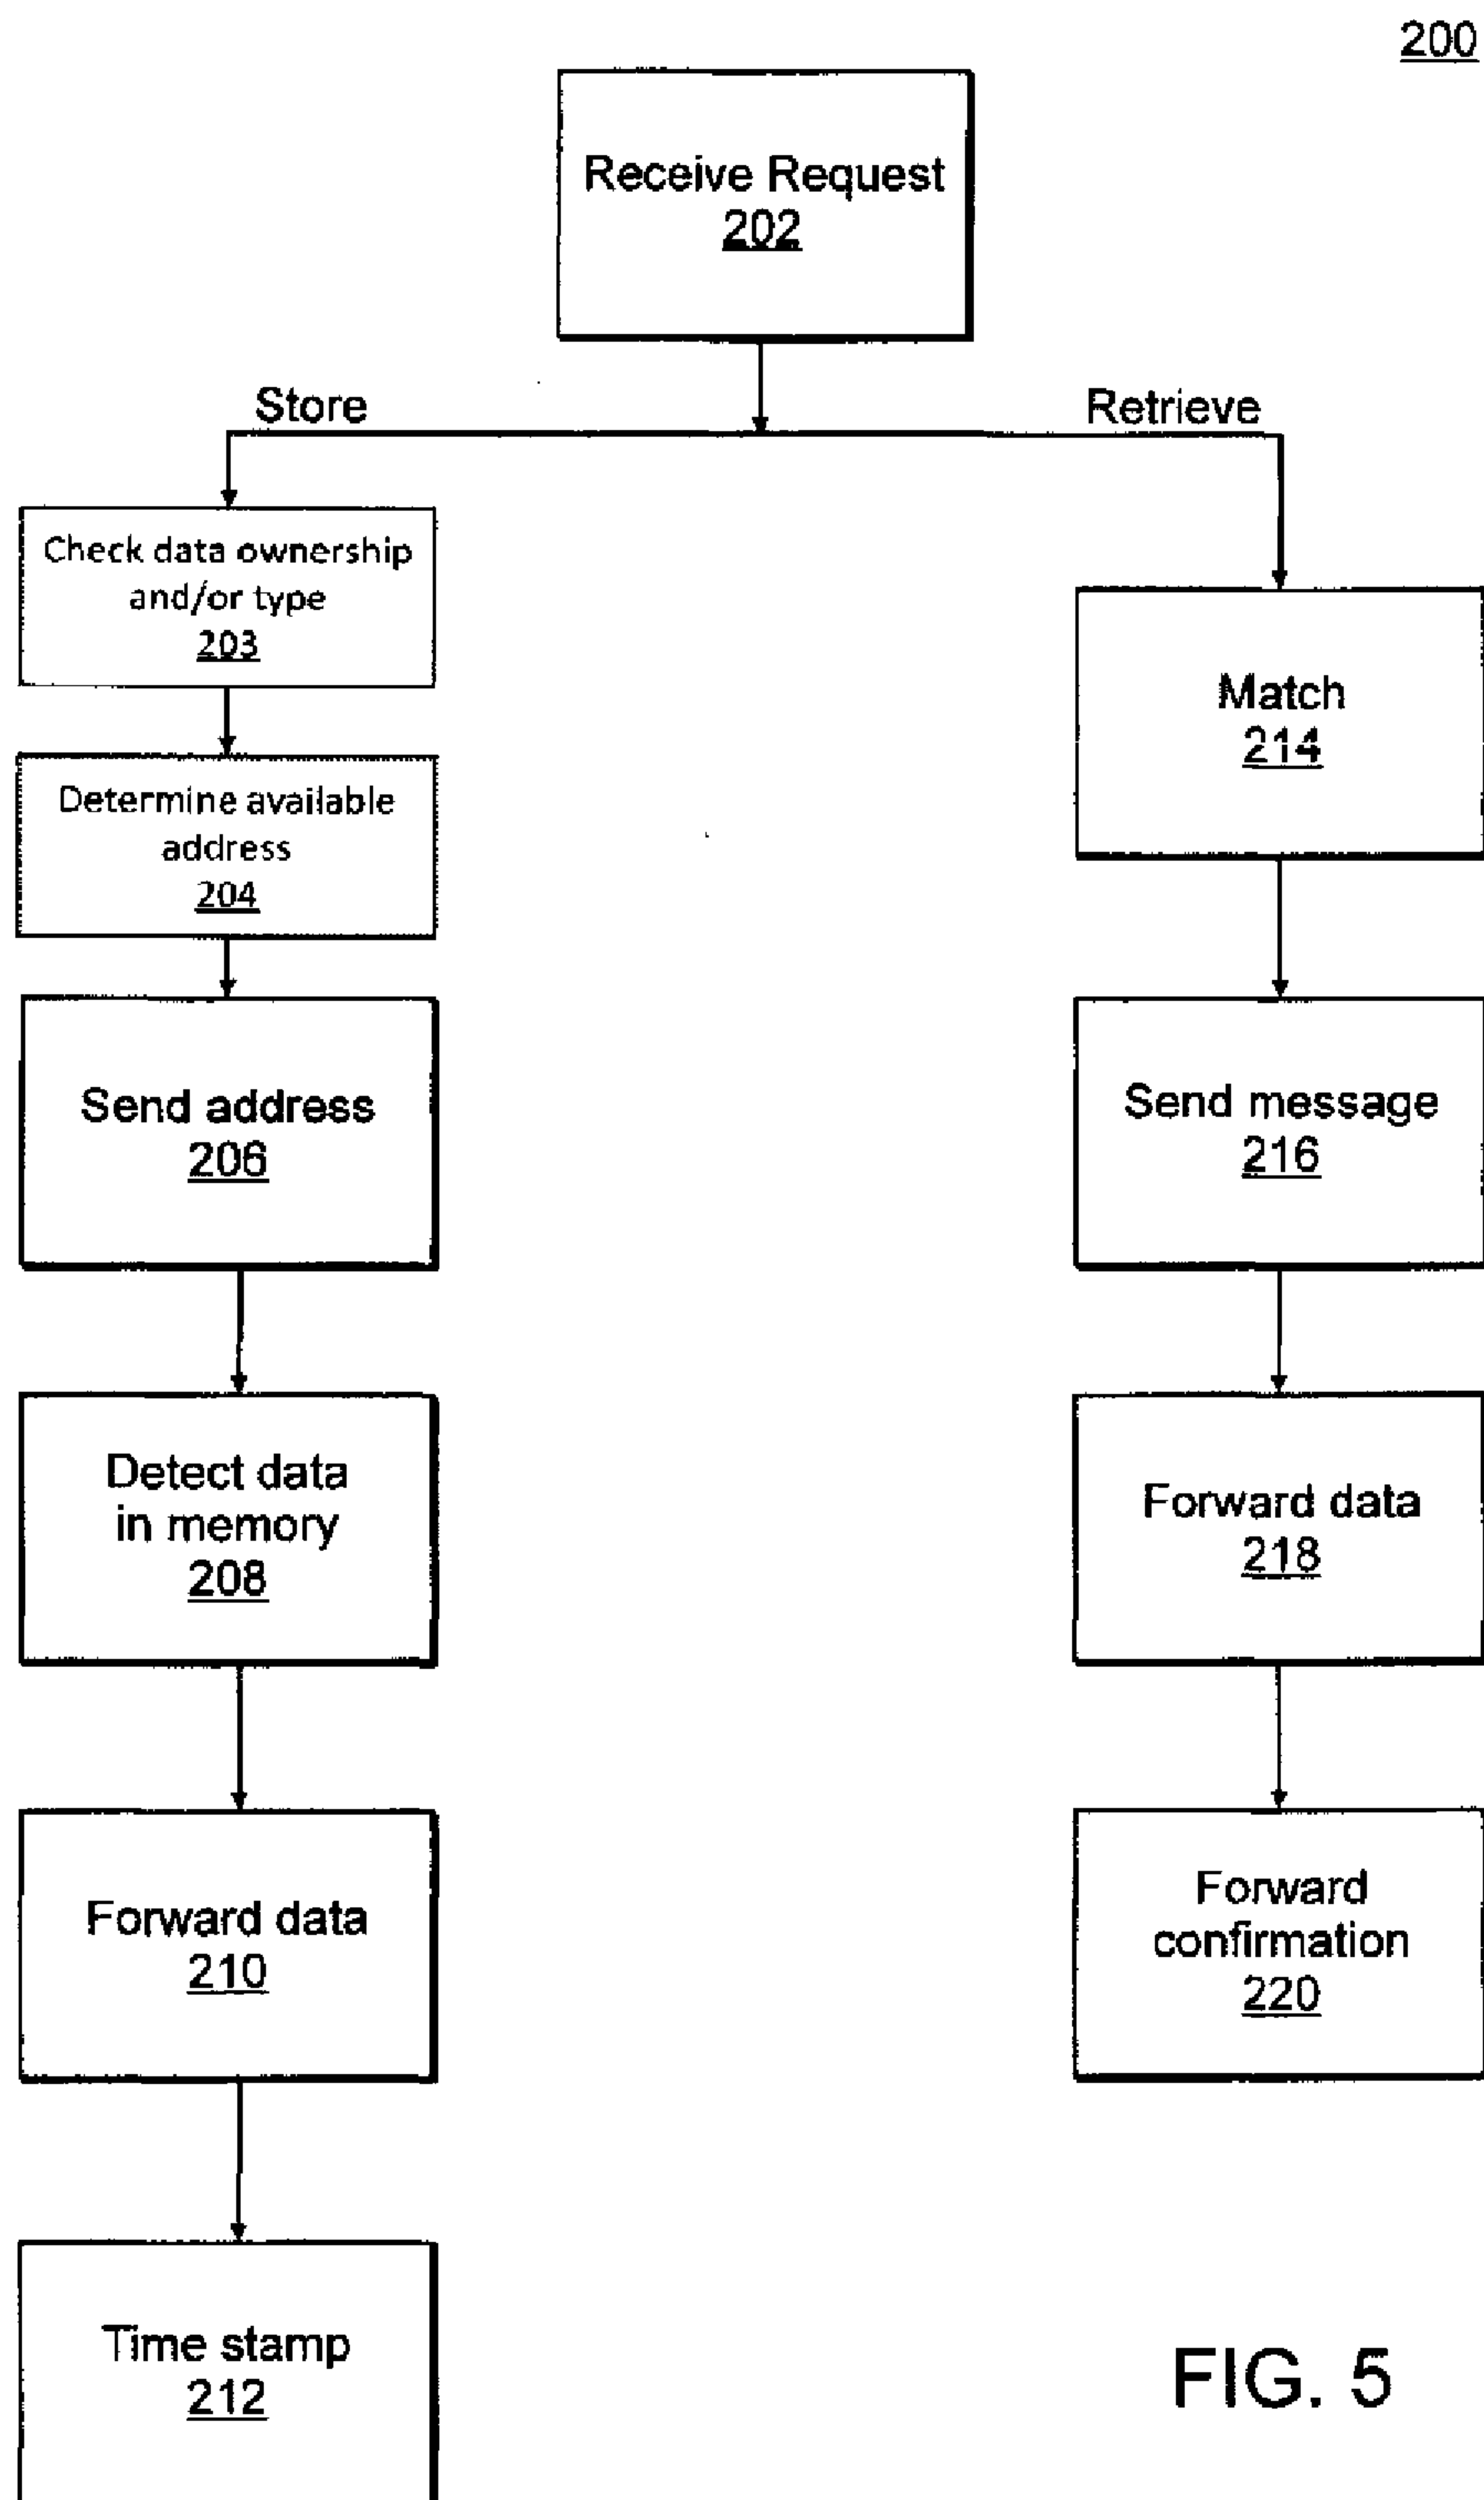 200
Receive Request
202
Store
Retrieve
Check data ownership
and/or type
203
Determine available
address
204
Send address
206
Detect data
in memory
208
Forward data
210
Time stamp
212
Match
214
Send message
216
Forward data
218
Forward
confirmation
220
FIG. 5